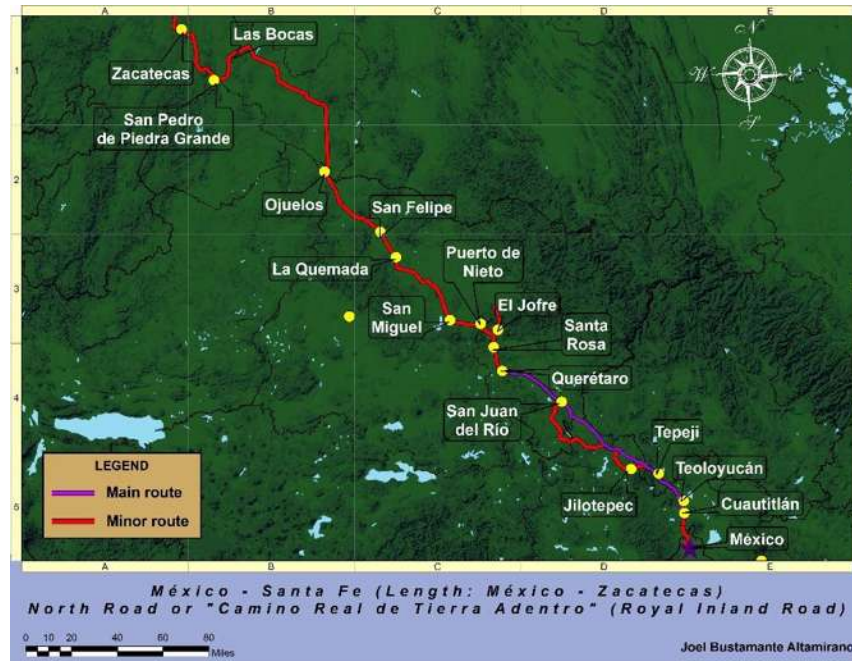 A B C D E
Las Bocas
1
Zacatecas
N
W E
S
San Pedro
de Piedra Grande
2
Ojuelos
San Felipe
Puerto de
Nieto
La Quemada
3
El Jofre
San
Miguel
Santa
Rosa
4
Querétaro
San Juan
del Río
Tepeji
LEGEND
Main route
Minor route
Teoloyucán
Jilotepec
5
Cuautitlán
México
A B C D E
México - Santa Fe (Length: México - Zacatecas)
North Road or "Camino Real de Tierra Adentro" (Royal Inland Road)
0 10 20 40 60 80
Miles
Joel Bustamante Altamirano